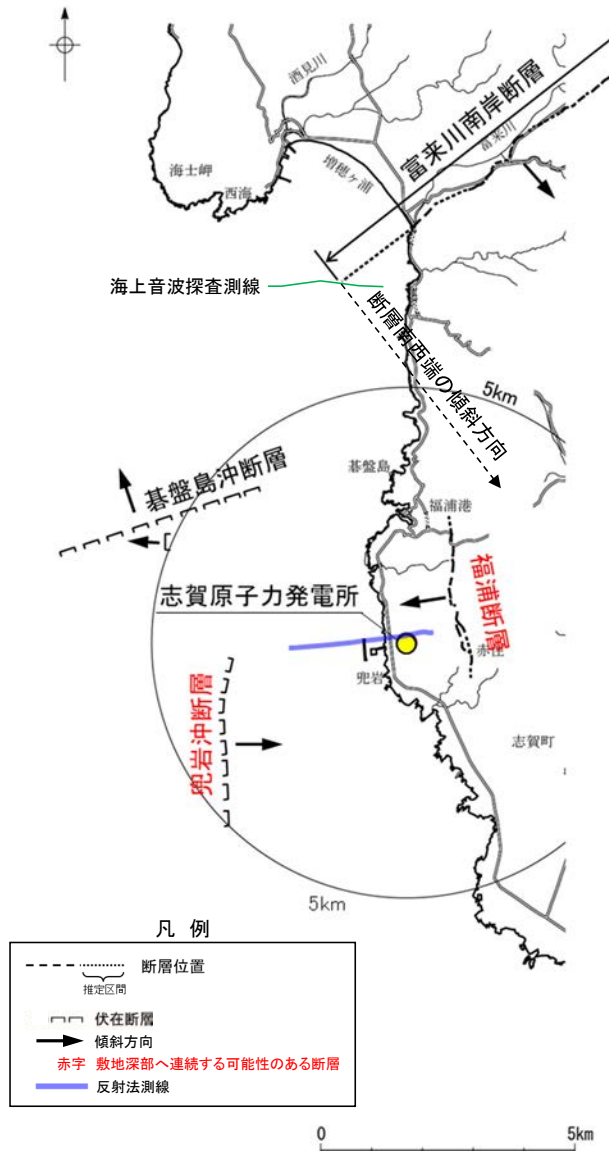 酒見川
富来川南岸断層
富来川
増穂ヶ浦
海士岬
西海
海上音波探査測線
断層南西端の傾斜方向
5km
碁盤島沖断層
碁盤島
福浦港
福浦断層
志賀原子力発電所
赤住
兜岩
兜岩沖断層
志賀町
5km
凡 例
断層位置
推定区間
伏在断層
傾斜方向
赤字 敷地深部へ連続する可能性のある断層
反射法測線
0 5km